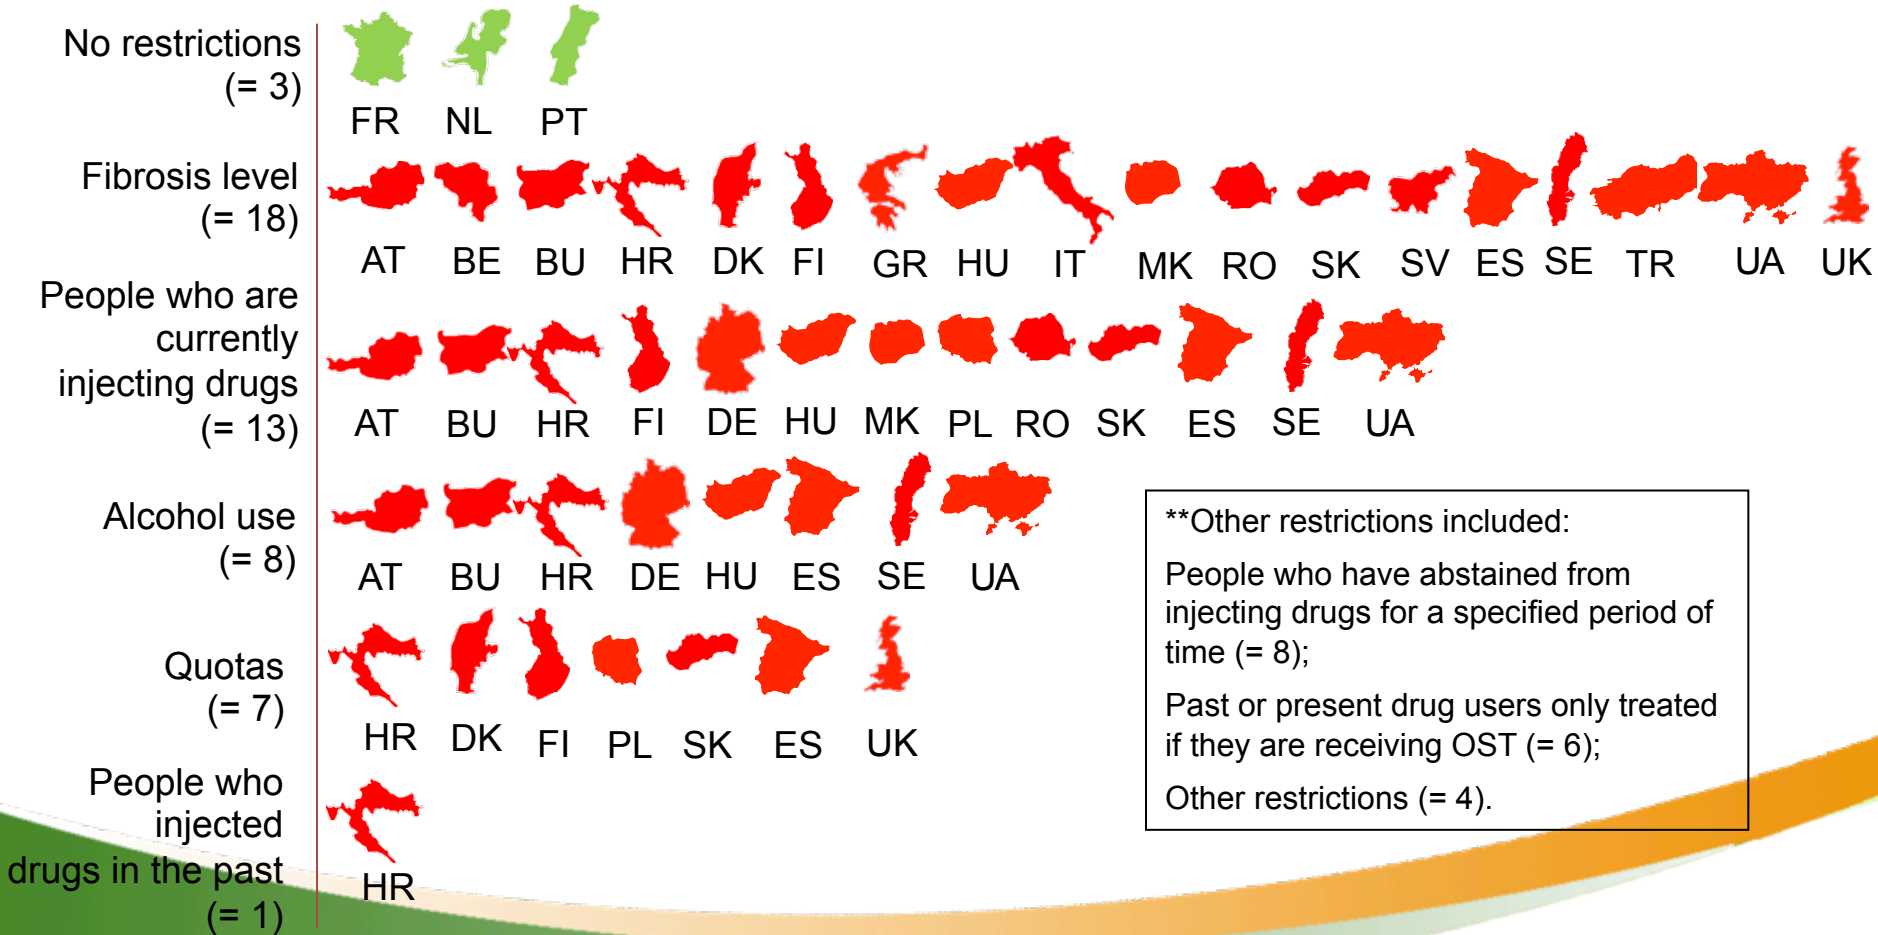 No restrictions
(= 3)
FR NL PT
Fibrosis level
(= 18)
AT BE BU HR DK FI GR HU IT MK RO SK SV ES SE TR UA UK
People who are
currently
injecting drugs
(= 13)
AT BU HR FI DE HU MK PL RO SK ES SE UA
Alcohol use
(= 8)
AT BU HR DE HU ES SE UA
Quotas
(= 7)
HR DK FI PL SK ES UK
People who
injected
drugs in the past
(= 1)
HR
**Other restrictions included:
People who have abstained from
injecting drugs for a specified period of
time (= 8);
Past or present drug users only treated
if they are receiving OST (= 6);
Other restrictions (= 4).